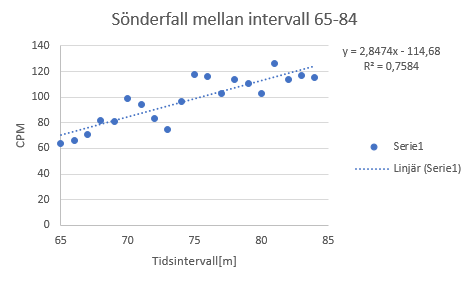 Sönderfall mellan intervall 65-84
y = 2,8474x - 114,68
R² = 0,7584
140
120
100
80
60
40
20
0
CPM
65 70 75 80 85
Tidsintervall[m]
Serie1
Linjär (Serie1)